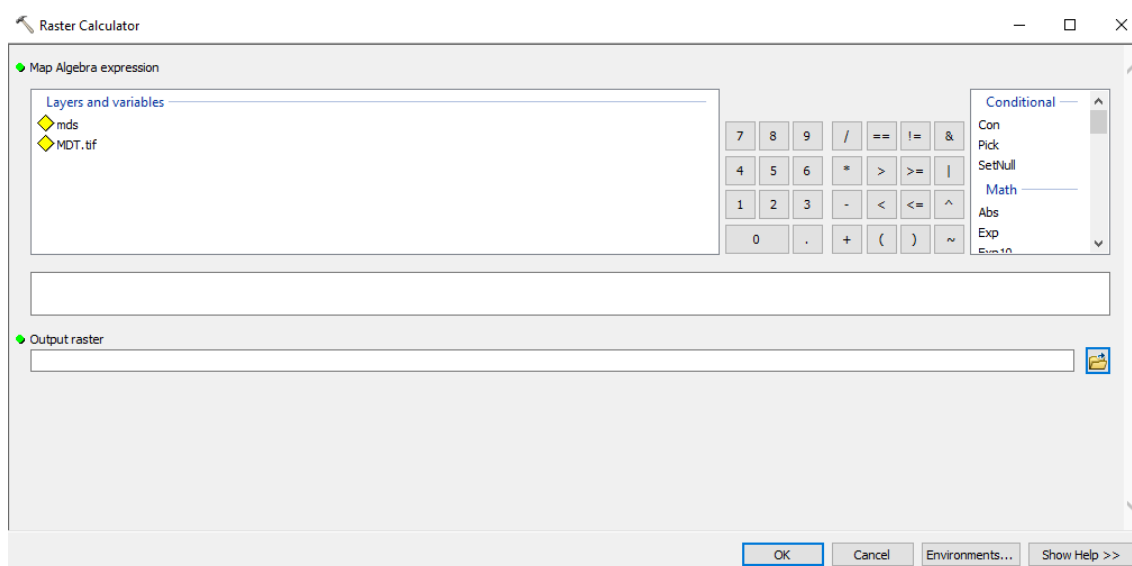 Raster Calculator
Map Algebra expression
Layers and variables
mds
MDT.tif
7 8 9 / == != &
4 5 6 * > >= |
1 2 3 - < <= ^
0 . + ( ) ~
Conditional
Con
Pick
SetNull
Math
Abs
Exp
Exp10
Output raster
OK Cancel Environments... Show Help >>